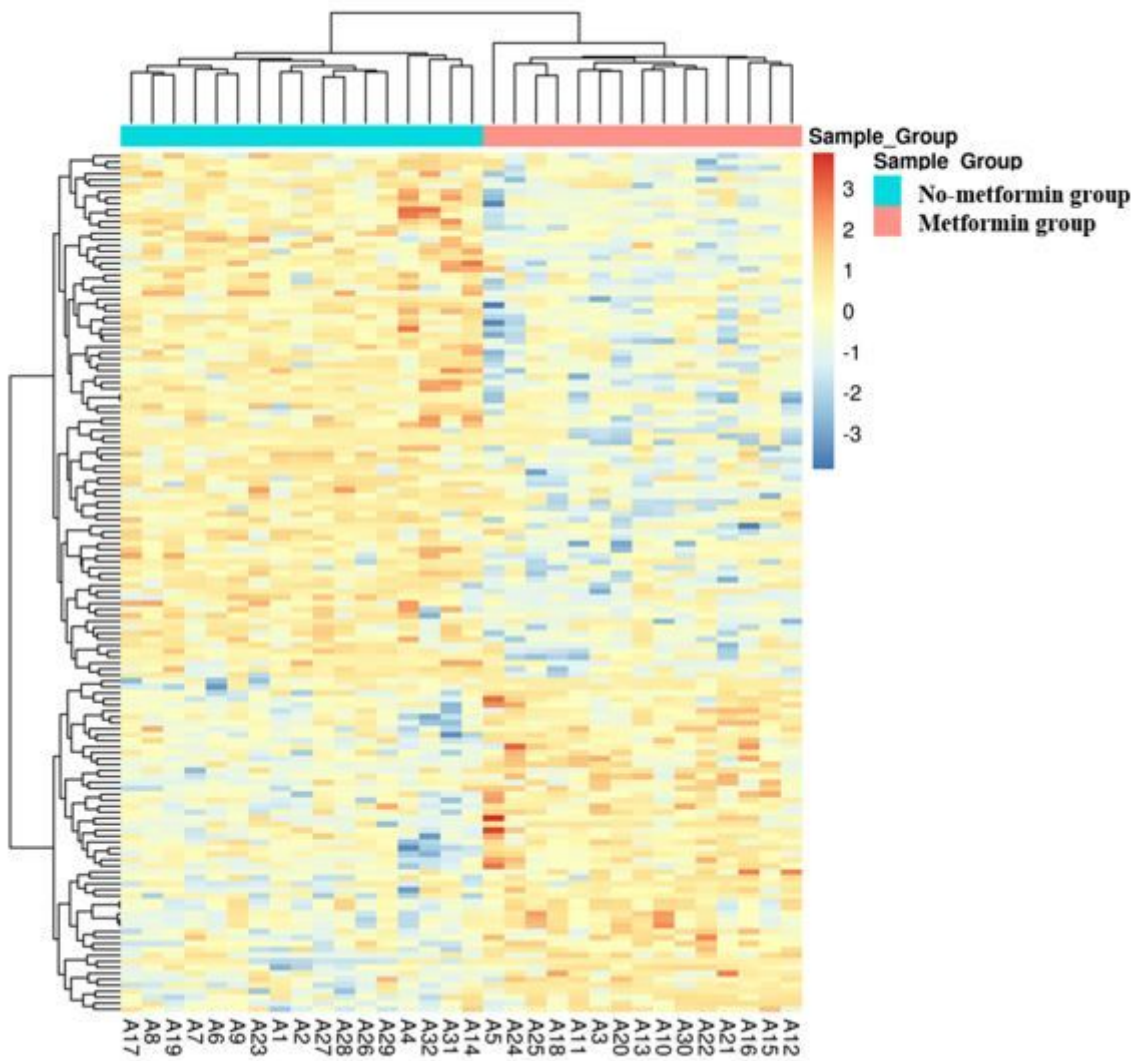 Sample_Group
Sample_Group
No-metformin group
Metformin group
3
2
1
0
-1
-2
-3
A17 A8 A19 A7 A6 A9 A23 A1 A2 A27 A28 A26 A29 A4 A32 A31 A14 A5 A24 A25 A18 A11 A3 A20 A13 A10 A30 A22 A21 A16 A15 A12